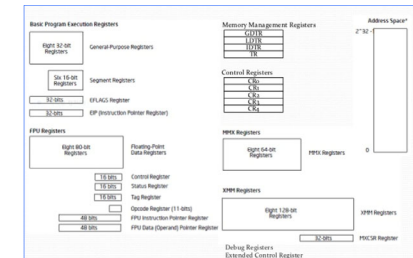 Basic Program Execution Registers
Eight 32-bit
Registers
General-Purpose Registers
Six 16-bit
Registers
Segment Registers
32-bits
EFLAGS Register
32-bits
EIP (Instruction Pointer Register)
FPU Registers
Eight 80-bit
Registers
Floating-Point
Data Registers
16 bits
Control Register
16 bits
Status Register
16 bits
Tag Register
Opcode Register (11-bits)
48 bits
FPU Instruction Pointer Register
48 bits
FPU Data (Operand) Pointer Register
Memory Management Registers
GDTR
LDTR
IDTR
TR
Control Registers
CR0
CR1
CR2
CR3
CR4
MMX Registers
Eight 64-bit
Registers
MMX Registers
XMM Registers
Eight 128-bit
Registers
XMM Registers
32-bits
MXCSR Register
Debug Registers
Extended Control Register
Address Space*
2^32 -1
0